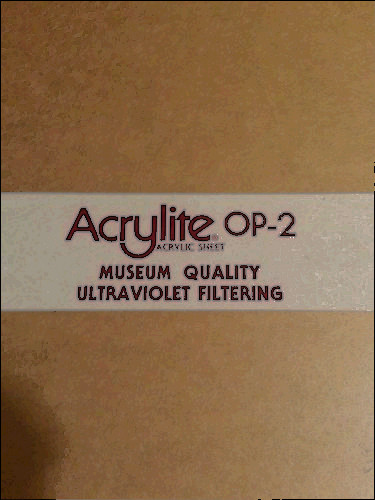 Acrylite® OP-2
ACRYLIC SHEET
MUSEUM QUALITY
ULTRAVIOLET FILTERING